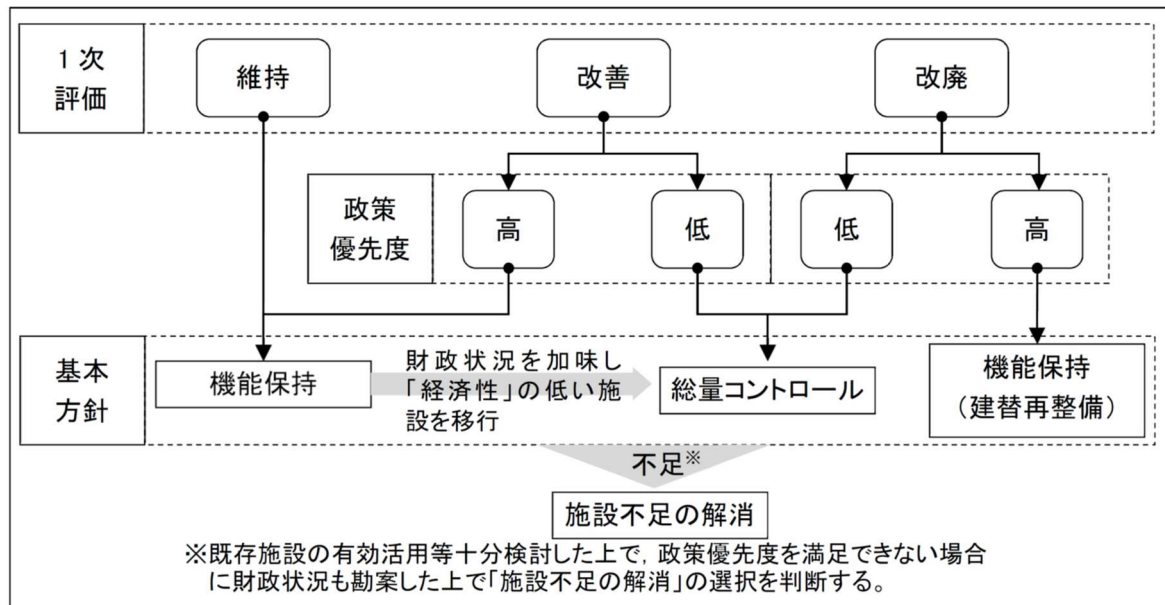 1次
評価
維持
改善
改廃
政策
優先度
高
低
低
高
基本
方針
機能保持
財政状況を加味し
「経済性」の低い施
設を移行
総量コントロール
機能保持
(建替再整備)
不足※
施設不足の解消
※既存施設の有効活用等十分検討した上で,政策優先度を満足できない場合
に財政状況も勘案した上で「施設不足の解消」の選択を判断する。